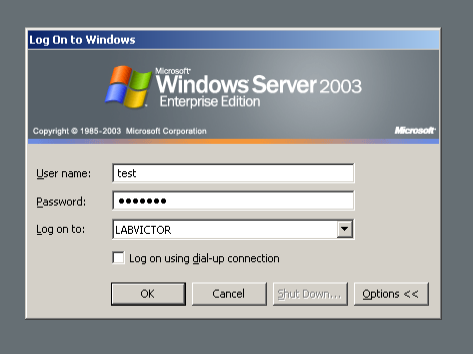 Log On to Windows
Microsoft
Windows Server 2003
Enterprise Edition
Copyright © 1985-2003 Microsoft Corporation
Microsoft
User name:
test
Password:
•••••••
Log on to:
LABVICTOR
Log on using dial-up connection
OK
Cancel
Shut Down...
Options <<